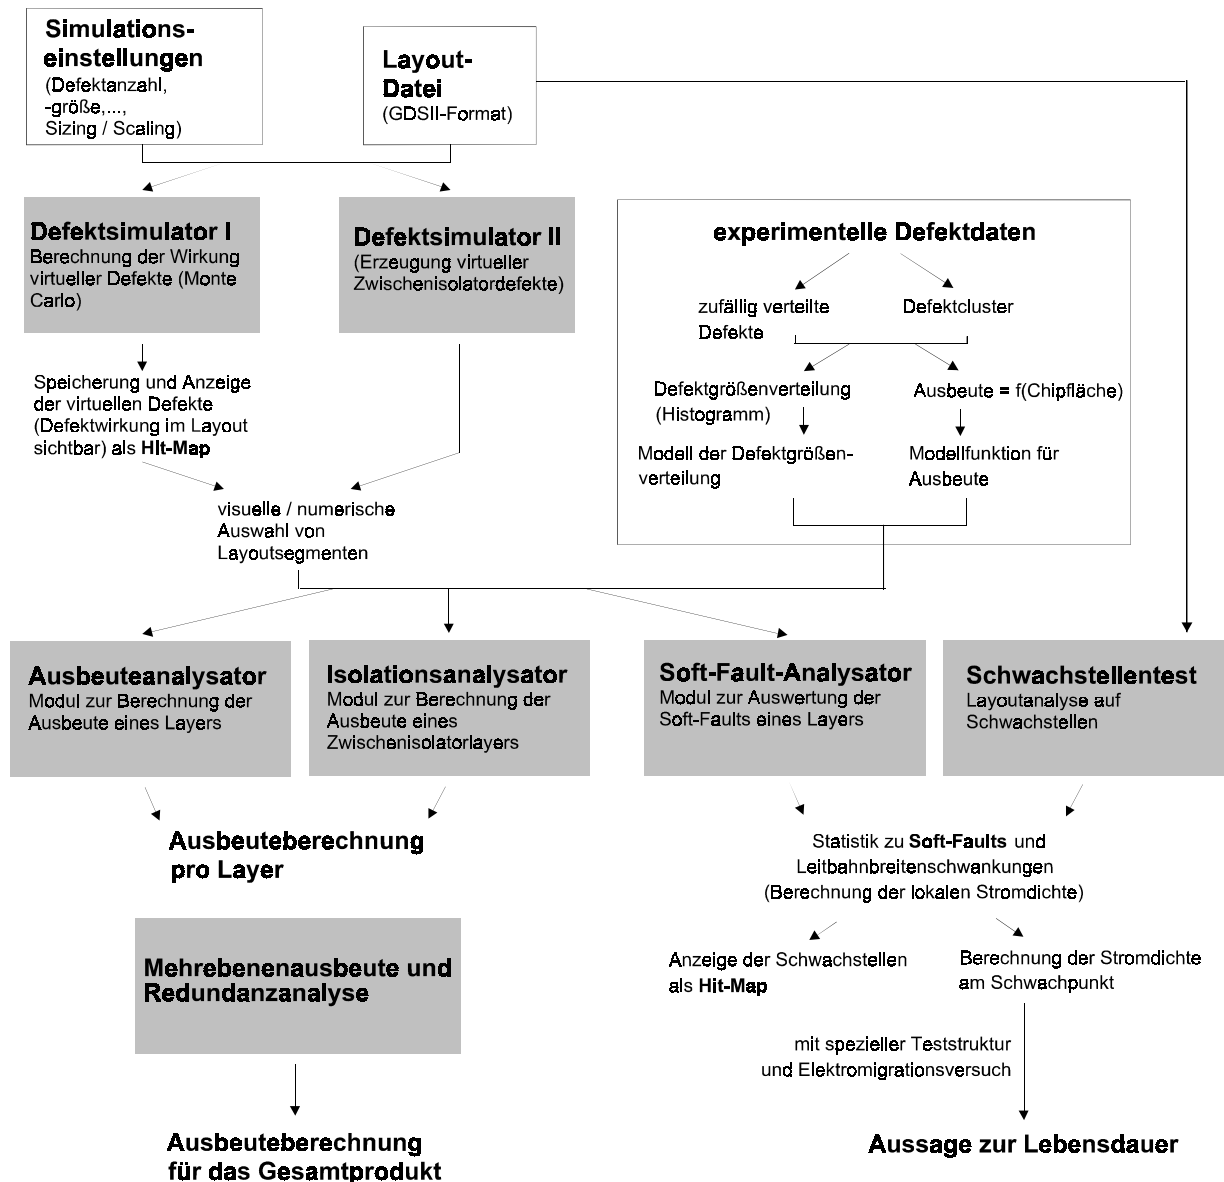 Simulations-
einstellungen
(Defektanzahl,
-größe,...,
Sizing / Scaling)
Layout-
Datei
(GDSII-Format)
Defektsimulator I
Berechnung der Wirkung
virtueller Defekte (Monte
Carlo)
Defektsimulator II
(Erzeugung virtueller
Zwischenisolatordefekte)
experimentelle Defektdaten
zufällig verteilte
Defekte
Defektcluster
Defektgrößenverteilung
(Histogramm)
Ausbeute = f(Chipfläche)
Modell der Defektgrößen-
verteilung
Modellfunktion für
Ausbeute
Speicherung und Anzeige
der virtuellen Defekte
(Defektwirkung im Layout
sichtbar) als HIt-Map
visuelle / numerische
Auswahl von
Layoutsegmenten
Ausbeuteanalysator
Modul zur Berechnung der
Ausbeute eines Layers
Isolationsanalysator
Modul zur Berechnung der
Ausbeute eines
Zwischenisolatorlayers
Soft-Fault-Analysator
Modul zur Auswertung der
Soft-Faults eines Layers
Schwachstellentest
Layoutanalyse auf
Schwachstellen
Ausbeuteberechnung
pro Layer
Statistik zu Soft-Faults und
Leitbahnbreitenschwankungen
(Berechnung der lokalen Stromdichte)
Mehrebenenausbeute und
Redundanzanalyse
Anzeige der Schwachstellen
als Hit-Map
Berechnung der Stromdichte
am Schwachpunkt
mit spezieller Teststruktur
und Elektromigrationsversuch
Ausbeuteberechnung
für das Gesamtprodukt
Aussage zur Lebensdauer